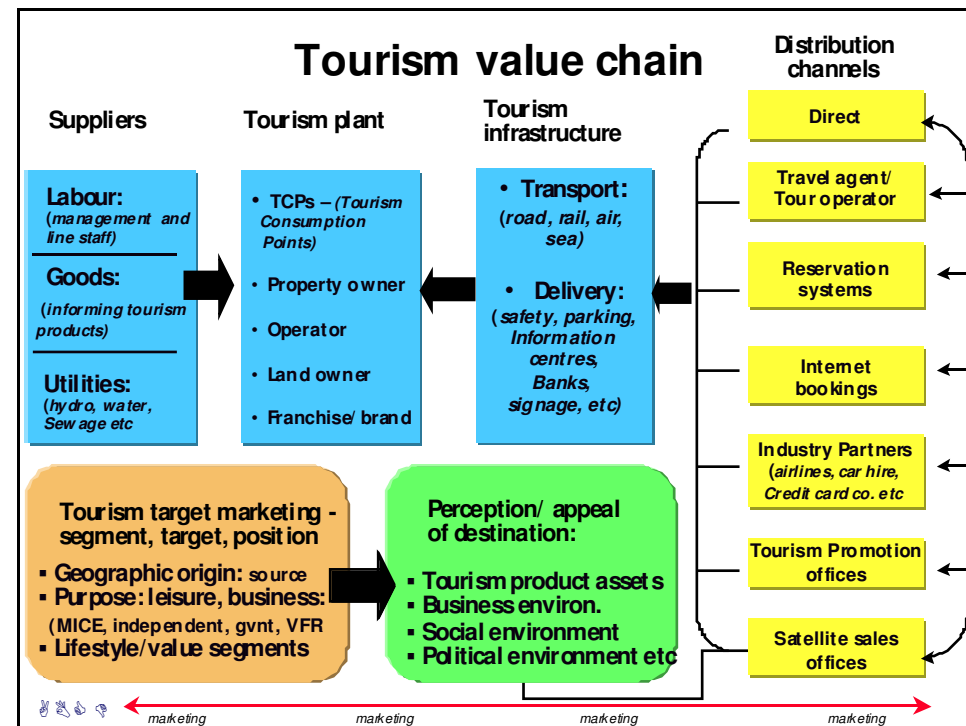 Tourism value chain
Distribution
channels
Suppliers
Tourism plant
Tourism
infrastructure
Labour:
(management and
line staff)
Goods:
(informing tourism
products)
Utilities:
(hydro, water,
Sewage etc
• TCPs – (Tourism
Consumption
Points)
• Property owner
• Operator
• Land owner
• Franchise/ brand
• Transport:
(road, rail, air,
sea)
• Delivery:
(safety, parking,
Information
centres,
Banks,
signage, etc)
Direct
Travel agent/
Tour operator
Reservation
systems
Internet
bookings
Industry Partners
(airlines, car hire,
Credit card co. etc
Tourism Promotion
offices
Satellite sales
offices
Tourism target marketing -
segment, target, position
▪ Geographic origin: source
▪ Purpose: leisure, business:
(MICE, independent, gvnt, VFR
▪ Lifestyle/value segments
Perception/ appeal
of destination:
▪ Tourism product assets
▪ Business environ.
▪ Social environment
▪ Political environment etc
marketing
marketing
marketing
marketing